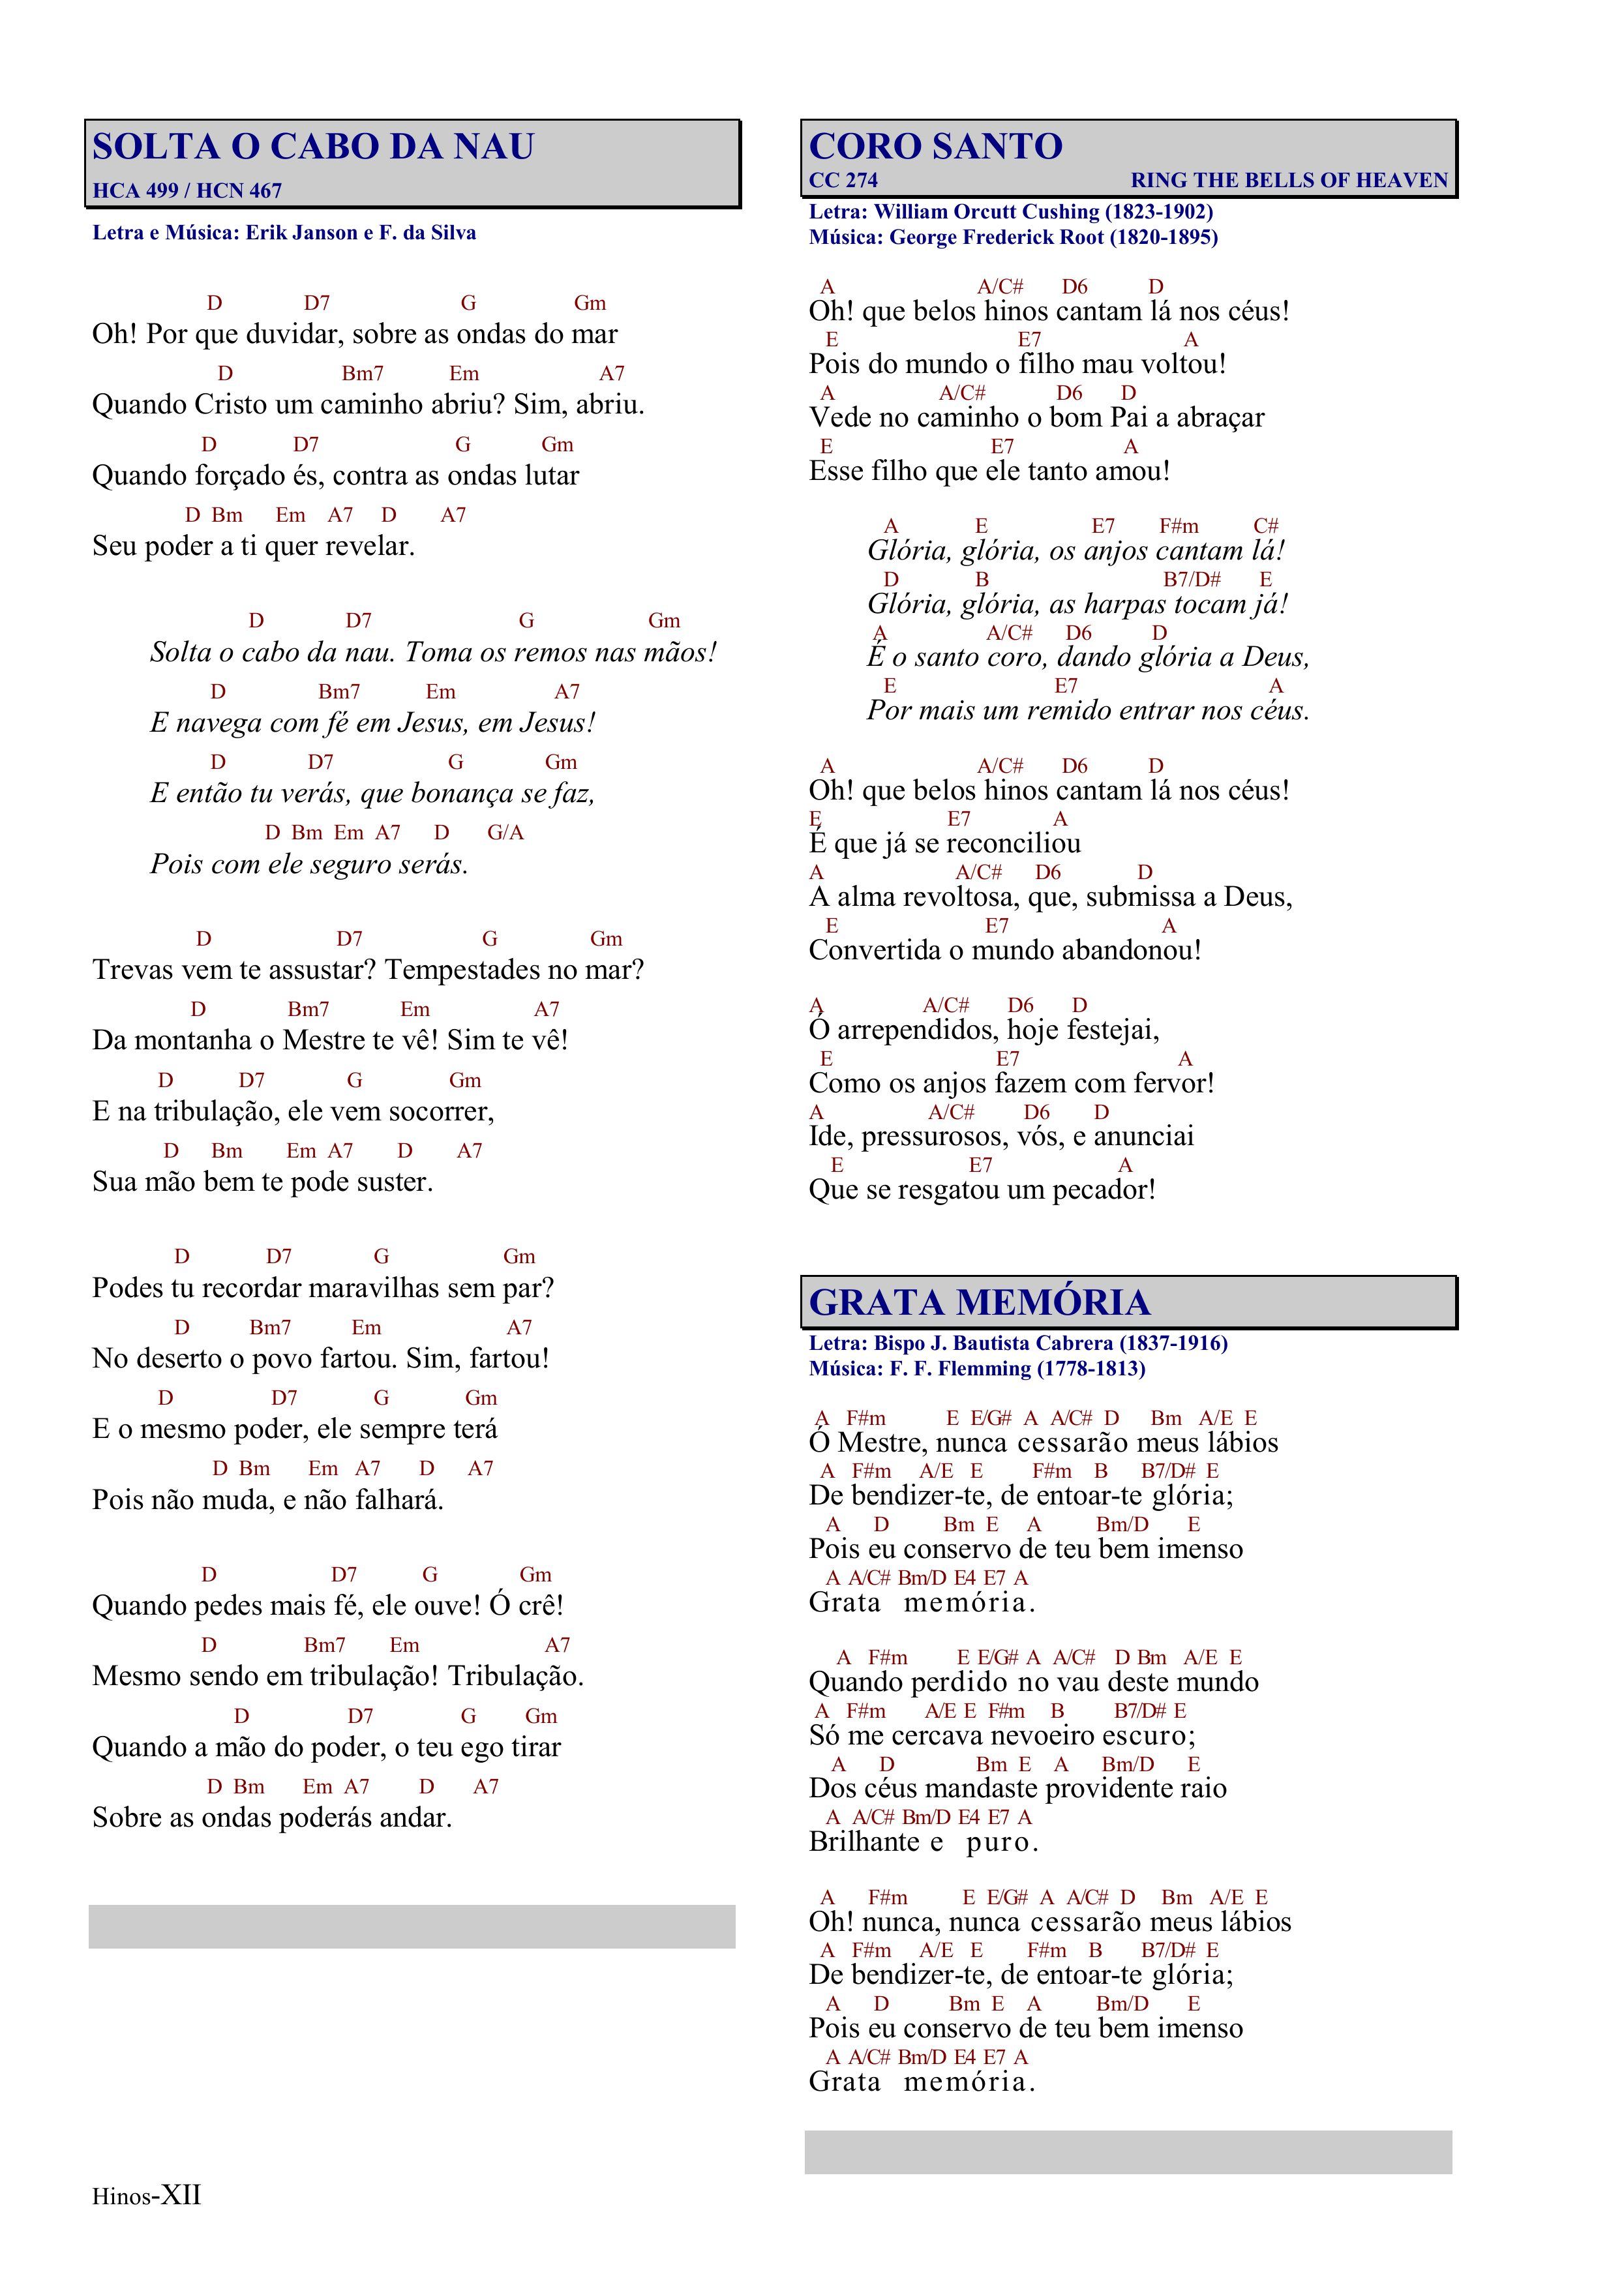 SOLTA O CABO DA NAU
HCA 499 / HCN 467
Letra e Música: Erik Janson e F. da Silva
D D7 G Gm
Oh! Por que duvidar, sobre as ondas do mar
D Bm7 Em A7
Quando Cristo um caminho abriu? Sim, abriu.
D D7 G Gm
Quando forçado és, contra as ondas lutar
D Bm Em A7 D A7
Seu poder a ti quer revelar.
D D7 G Gm
Solta o cabo da nau. Toma os remos nas mãos!
D Bm7 Em A7
E navega com fé em Jesus, em Jesus!
D D7 G Gm
E então tu verás, que bonança se faz,
D Bm Em A7 D G/A
Pois com ele seguro serás.
D D7 G Gm
Trevas vem te assustar? Tempestades no mar?
D Bm7 Em A7
Da montanha o Mestre te vê! Sim te vê!
D D7 G Gm
E na tribulação, ele vem socorrer,
D Bm Em A7 D A7
Sua mão bem te pode suster.
D D7 G Gm
Podes tu recordar maravilhas sem par?
D Bm7 Em A7
No deserto o povo fartou. Sim, fartou!
D D7 G Gm
E o mesmo poder, ele sempre terá
D Bm Em A7 D A7
Pois não muda, e não falhará.
D D7 G Gm
Quando pedes mais fé, ele ouve! Ó crê!
D Bm7 Em A7
Mesmo sendo em tribulação! Tribulação.
D D7 G Gm
Quando a mão do poder, o teu ego tirar
D Bm Em A7 D A7
Sobre as ondas poderás andar.
CORO SANTO
CC 274 RING THE BELLS OF HEAVEN
Letra: William Orcutt Cushing (1823-1902)
Música: George Frederick Root (1820-1895)
A A/C# D6 D
Oh! que belos hinos cantam lá nos céus!
E E7 A
Pois do mundo o filho mau voltou!
A A/C# D6 D
Vede no caminho o bom Pai a abraçar
E E7 A
Esse filho que ele tanto amou!
A E E7 F#m C#
Glória, glória, os anjos cantam lá!
D B B7/D# E
Glória, glória, as harpas tocam já!
A A/C# D6 D
É o santo coro, dando glória a Deus,
E E7 A
Por mais um remido entrar nos céus.
A A/C# D6 D
Oh! que belos hinos cantam lá nos céus!
E E7 A
É que já se reconciliou
A A/C# D6 D
A alma revoltosa, que, submissa a Deus,
E E7 A
Convertida o mundo abandonou!
A A/C# D6 D
Ó arrependidos, hoje festejai,
E E7 A
Como os anjos fazem com fervor!
A A/C# D6 D
Ide, pressurosos, vós, e anunciai
E E7 A
Que se resgatou um pecador!
GRATA MEMÓRIA
Letra: Bispo J. Bautista Cabrera (1837-1916)
Música: F. F. Flemming (1778-1813)
A F#m E E/G# A A/C# D Bm A/E E
Ó Mestre, nunca cessarão meus lábios
A F#m A/E E F#m B B7/D# E
De bendizer-te, de entoar-te glória;
A D Bm E A Bm/D E
Pois eu conservo de teu bem imenso
A A/C# Bm/D E4 E7 A
Grata memória.
A F#m E E/G# A A/C# D Bm A/E E
Quando perdido no vau deste mundo
A F#m A/E E F#m B B7/D# E
Só me cercava nevoeiro escuro;
A D Bm E A Bm/D E
Dos céus mandaste providente raio
A A/C# Bm/D E4 E7 A
Brilhante e puro.
A F#m E E/G# A A/C# D Bm A/E E
Oh! nunca, nunca cessarão meus lábios
A F#m A/E E F#m B B7/D# E
De bendizer-te, de entoar-te glória;
A D Bm E A Bm/D E
Pois eu conservo de teu bem imenso
A A/C# Bm/D E4 E7 A
Grata memória.
Hinos-XII